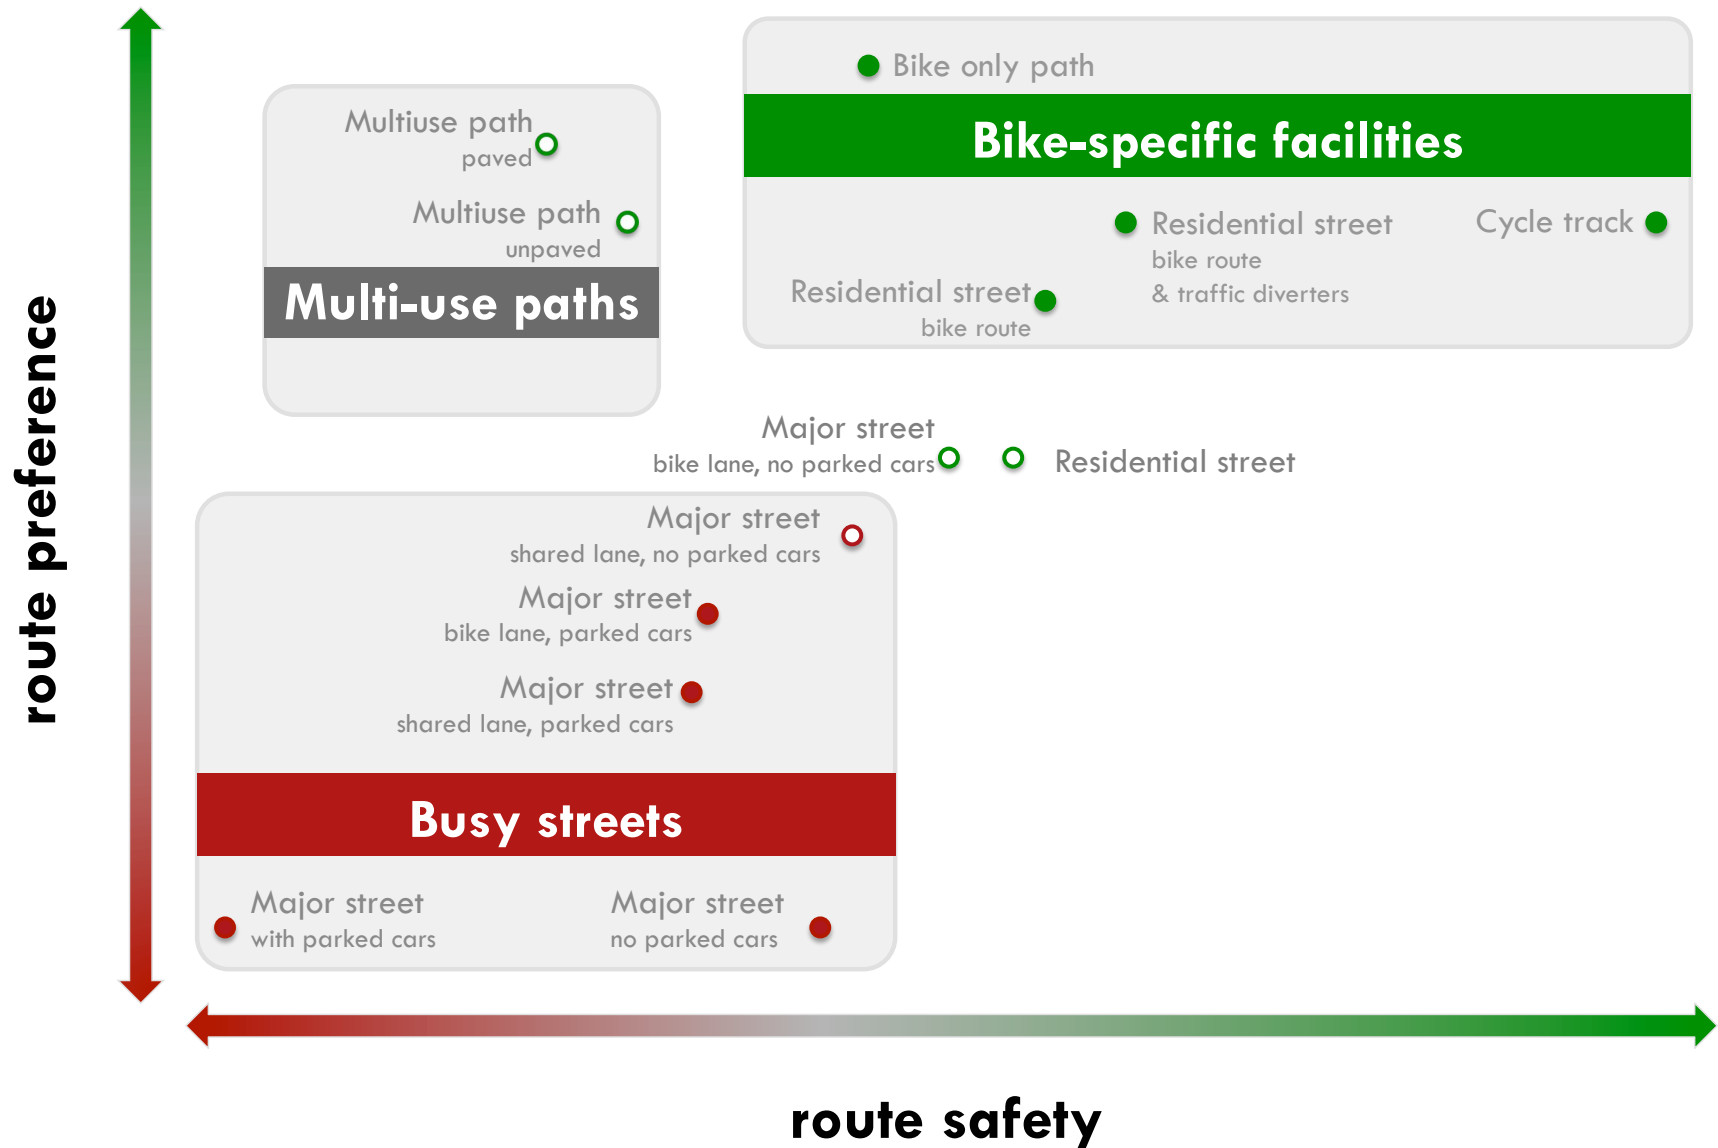 Bike only path
Bike-specific facilities
Multiuse path
paved
Multiuse path
unpaved
Multi-use paths
Residential street
bike route
& traffic diverters
Cycle track
Residential street
bike route
route preference
Major street
bike lane, no parked cars
Residential street
Major street
shared lane, no parked cars
Major street
bike lane, parked cars
Major street
shared lane, parked cars
Busy streets
Major street
with parked cars
Major street
no parked cars
route safety